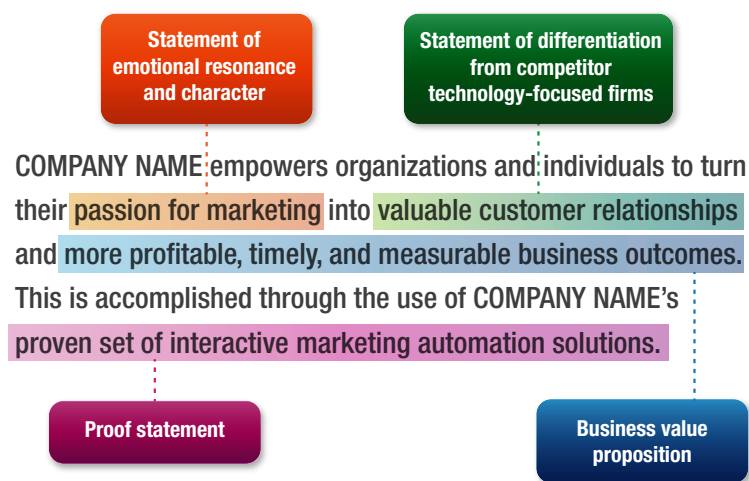 Statement of
emotional resonance
and character
Statement of differentiation
from competitor
technology-focused firms
COMPANY NAME empowers organizations and individuals to turn
their passion for marketing into valuable customer relationships
and more profitable, timely, and measurable business outcomes.
This is accomplished through the use of COMPANY NAME's
proven set of interactive marketing automation solutions.
Proof statement
Business value
proposition